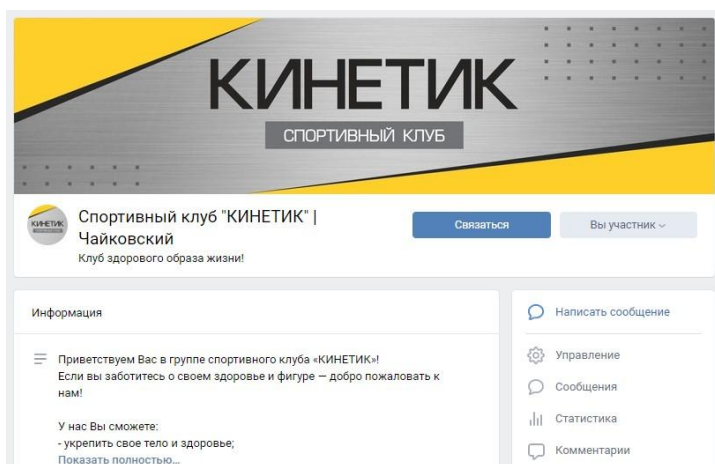 КИНЕТИК
СПОРТИВНЫЙ КЛУБ
КИНЕТИК
Спортивный клуб "КИНЕТИК" |
Чайковский
Клуб здорового образа жизни!
Связаться
Вы участник
Информация
Приветствуем Вас в группе спортивного клуба «КИНЕТИК»!
Если вы заботитесь о своем здоровье и фигуре — добро пожаловать к
нам!
У нас Вы сможете:
- укрепить свое тело и здоровье;
Показать полностью…
Написать сообщение
Управление
Сообщения
Статистика
Комментарии